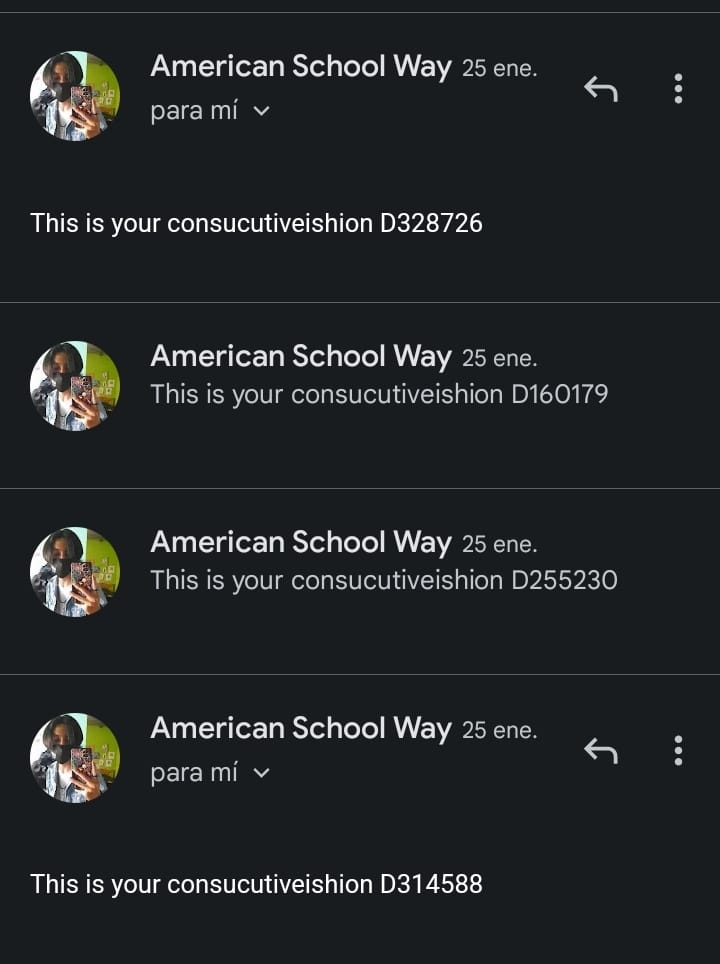 American School Way 25 ene.
para mí
This is your consucutiveishion D328726
American School Way 25 ene.
This is your consucutiveishion D160179
American School Way 25 ene.
This is your consucutiveishion D255230
American School Way 25 ene.
para mí
This is your consucutiveishion D314588